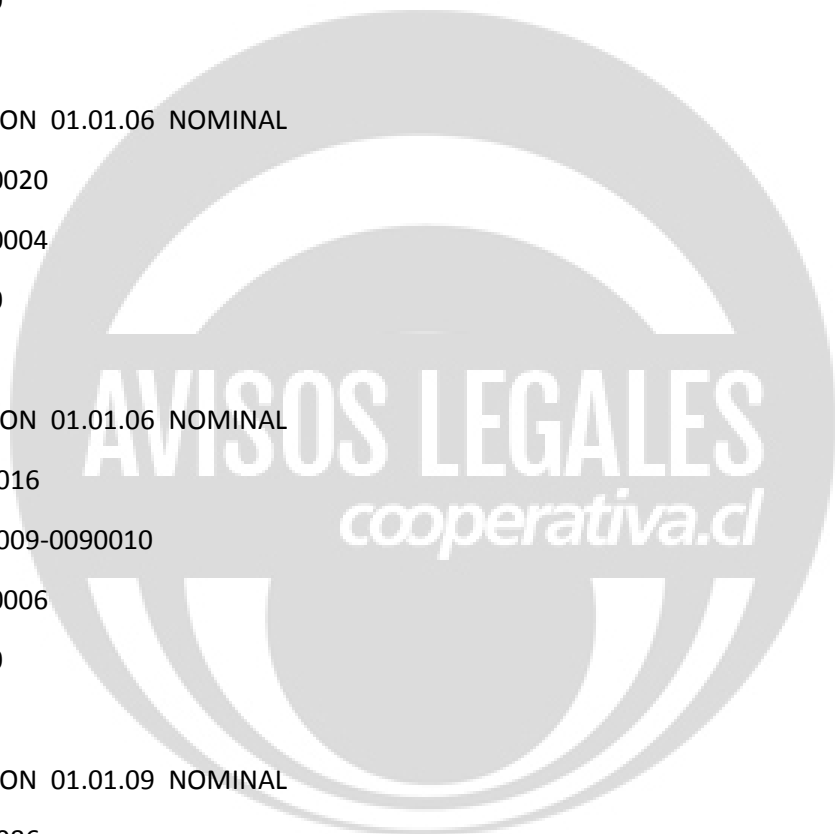 ON 01.01.06 NOMINAL
0020
0004
0
AVISOS LEGALES
ON 01.01.06 NOMINAL
016
cooperativa.cl
009-0090010
0006
0
ON 01.01.09 NOMINAL